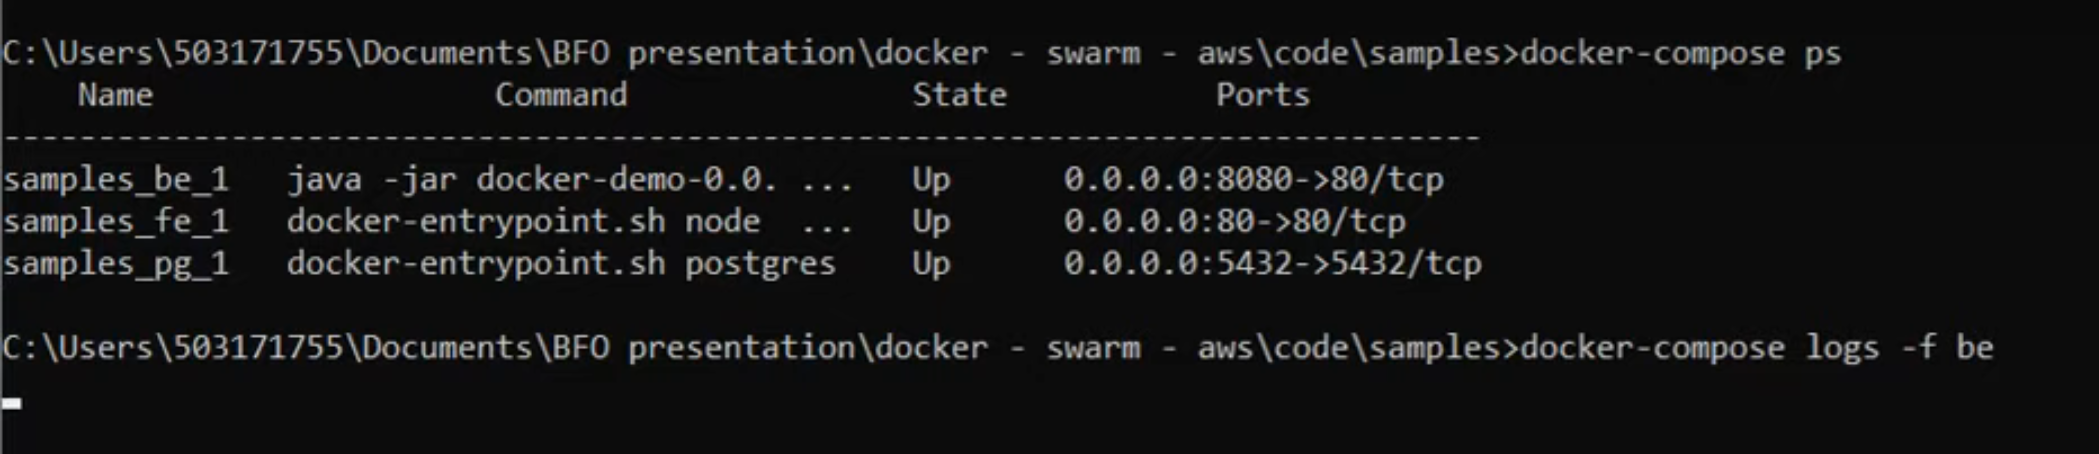 C:\Users\503171755\Documents\BFO presentation\docker - swarm - aws\code\samples>docker-compose ps
    Name                  Command               State           Ports
------------------------------------------------------------------------------
samples_be_1   java -jar docker-demo-0.0. ...   Up      0.0.0.0:8080->80/tcp
samples_fe_1   docker-entrypoint.sh node  ...   Up      0.0.0.0:80->80/tcp
samples_pg_1   docker-entrypoint.sh postgres    Up      0.0.0.0:5432->5432/tcp
C:\Users\503171755\Documents\BFO presentation\docker - swarm - aws\code\samples>docker-compose logs -f be